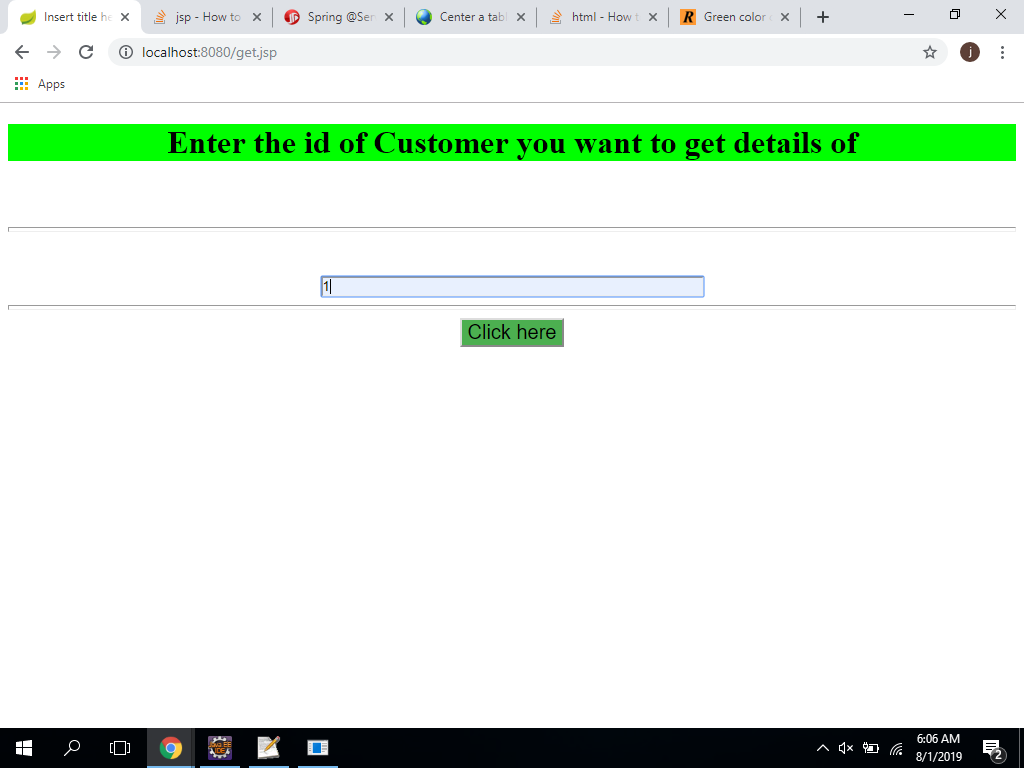 Insert title he
jsp - How to
Spring @Ser
Center a tabl
html - How t
Green color
localhost:8080/get.jsp
j
Apps
Enter the id of Customer you want to get details of
1
Click here
6:06 AM
8/1/2019
2